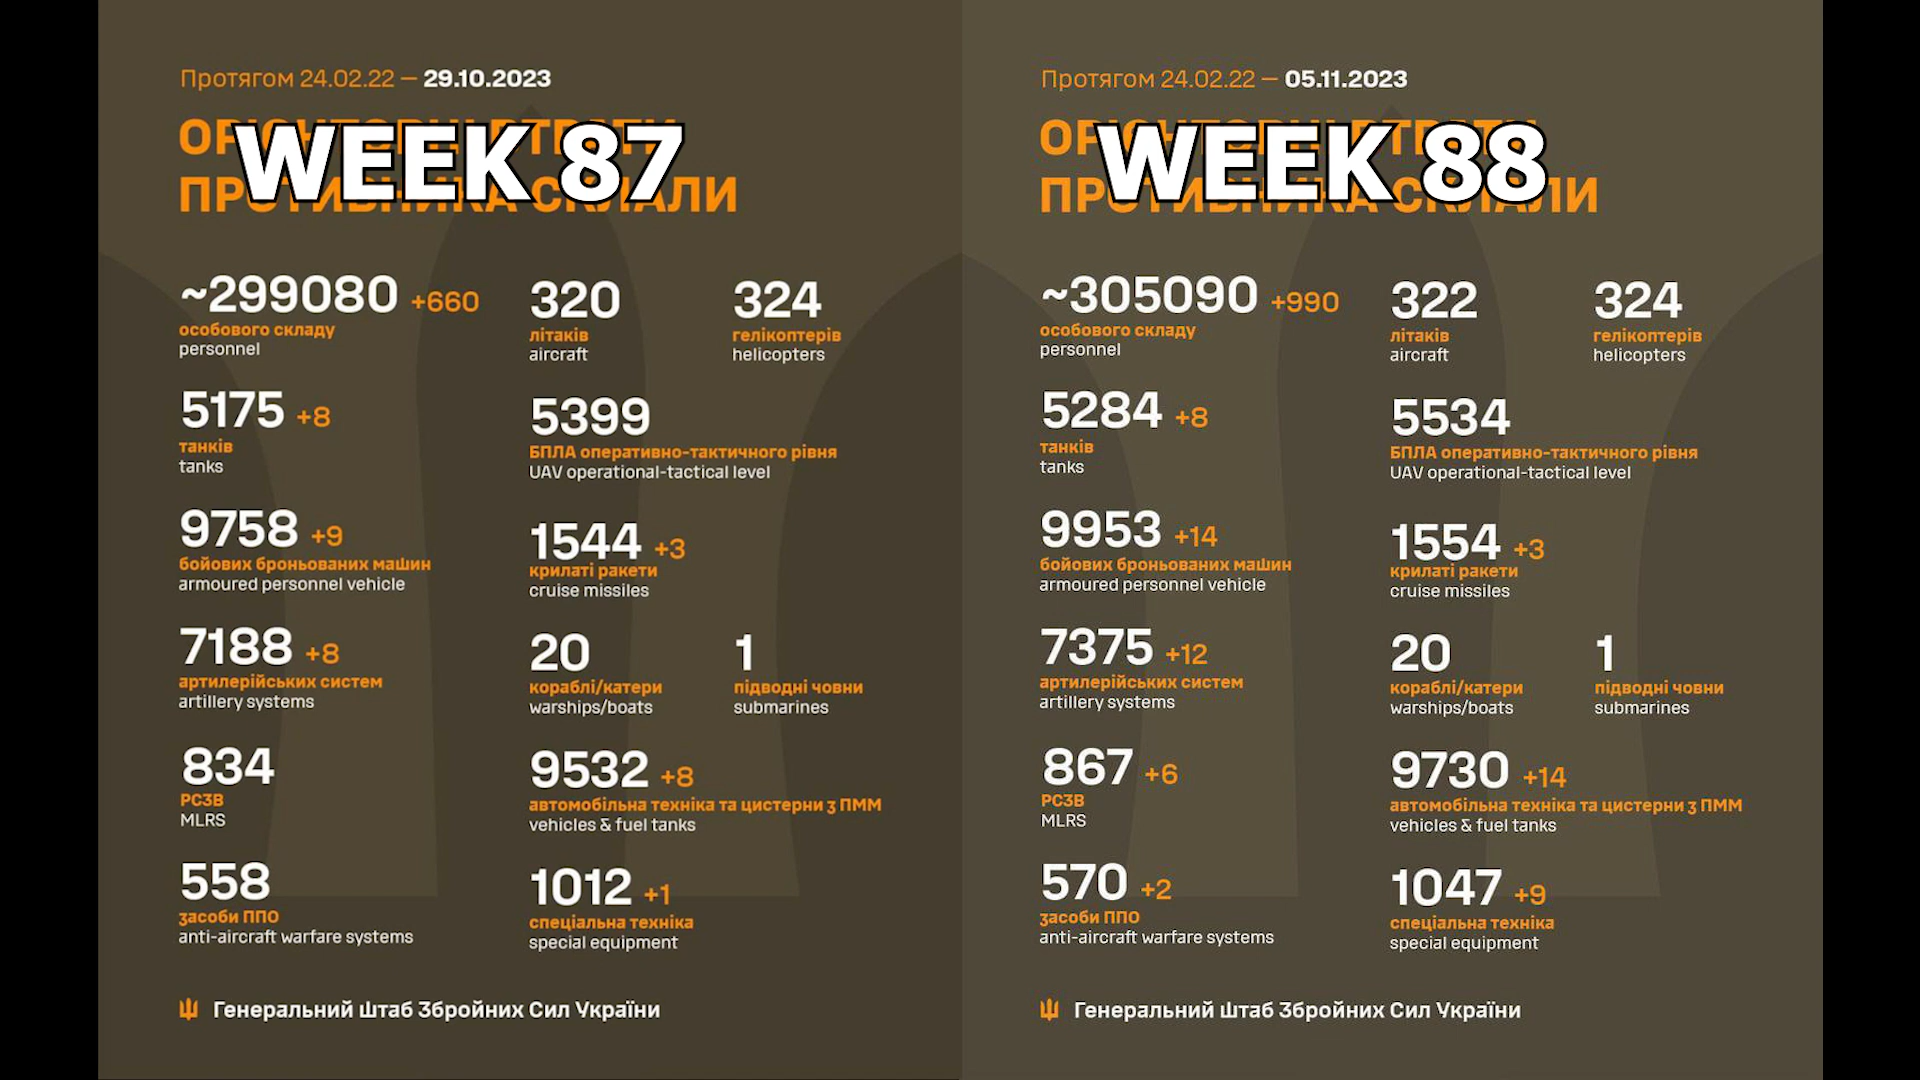 Протягом 24.02.22 — 29.10.2023
WEEK 87
ПРОТИВНИКА СКЛАЛИ
~299080 +660
особового складу
personnel
320
літаків
aircraft
324
гелікоптерів
helicopters
5175 +8
танків
tanks
5399
БПЛА оперативно-тактичного рівня
UAV operational-tactical level
9758 +9
бойових броньованих машин
armoured personnel vehicle
1544 +3
крилаті ракети
cruise missiles
7188 +8
артилерійських систем
artillery systems
20
кораблі/катери
warships/boats
1
підводні човни
submarines
834
РСЗВ
MLRS
9532 +8
автомобільна техніка та цистерни з ПММ
vehicles & fuel tanks
558
засоби ППО
anti-aircraft warfare systems
1012 +1
спеціальна техніка
special equipment
Генеральний Штаб Збройних Сил України
Протягом 24.02.22 — 05.11.2023
WEEK 88
ПРОТИВНИКА СКЛАЛИ
~305090 +990
особового складу
personnel
322
літаків
aircraft
324
гелікоптерів
helicopters
5284 +8
танків
tanks
5534
БПЛА оперативно-тактичного рівня
UAV operational-tactical level
9953 +14
бойових броньованих машин
armoured personnel vehicle
1554 +3
крилаті ракети
cruise missiles
7375 +12
артилерійських систем
artillery systems
20
кораблі/катери
warships/boats
1
підводні човни
submarines
867 +6
РСЗВ
MLRS
9730 +14
автомобільна техніка та цистерни з ПММ
vehicles & fuel tanks
570 +2
засоби ППО
anti-aircraft warfare systems
1047 +9
спеціальна техніка
special equipment
Генеральний Штаб Збройних Сил України